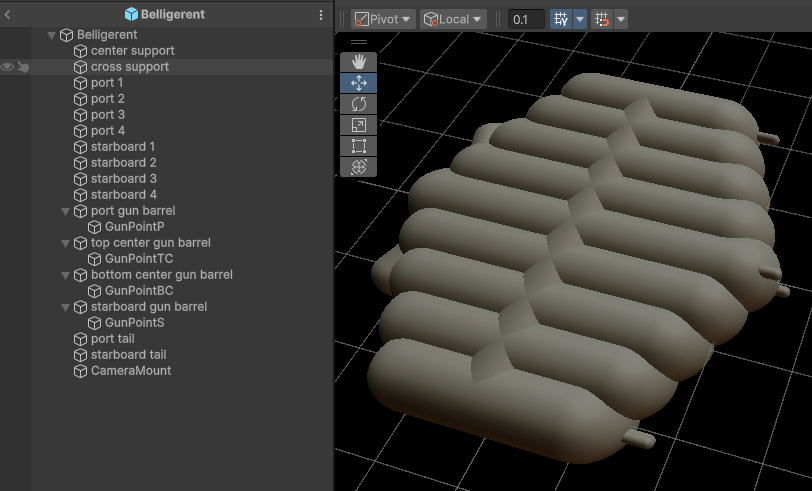 Belligerent
Pivot
Local
0.1
Belligerent
center support
cross support
port 1
port 2
port 3
port 4
starboard 1
starboard 2
starboard 3
starboard 4
port gun barrel
GunPointP
top center gun barrel
GunPointTC
bottom center gun barrel
GunPointBC
starboard gun barrel
GunPointS
port tail
starboard tail
CameraMount